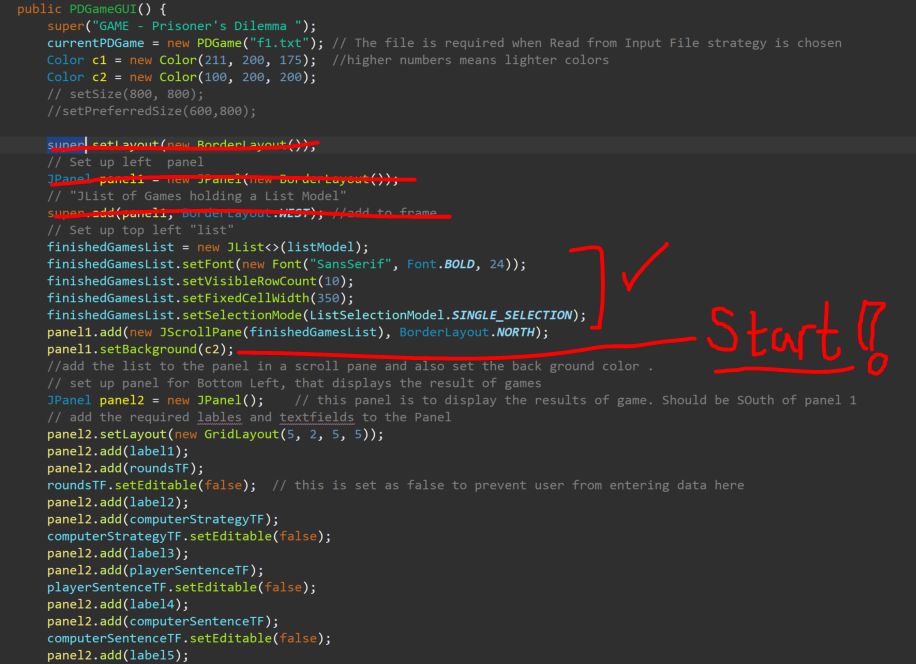 public PDGameGUI() {
super("GAME - Prisoner's Dilemma ");
currentPDGame = new PDGame("f1.txt"); // The file is required when Read from Input File strategy is chosen
Color c1 = new Color(211, 200, 175);  //higher numbers means lighter colors
Color c2 = new Color(100, 200, 200);
// setSize(800, 800);
//setPreferredSize(600,800);
super.setLayout(new BorderLayout());
// Set up left  panel
JPanel panel1 = new JPanel(new BorderLayout());
// "JList of Games holding a List Model"
super.add(panel1, BorderLayout.WEST); //add to frame
// Set up top left "list"
finishedGamesList = new JList<>(listModel);
finishedGamesList.setFont(new Font("SansSerif", Font.BOLD, 24));
finishedGamesList.setVisibleRowCount(10);
finishedGamesList.setFixedCellWidth(350);
finishedGamesList.setSelectionMode(ListSelectionModel.SINGLE_SELECTION);
panel1.add(new JScrollPane(finishedGamesList), BorderLayout.NORTH);
panel1.setBackground(c2);
Start!
//add the list to the panel in a scroll pane and also set the back ground color .
// set up panel for Bottom Left, that displays the result of games
JPanel panel2 = new JPanel();    // this panel is to display the results of game. Should be SOuth of panel 1
// add the required lables and textfields to the Panel
panel2.setLayout(new GridLayout(5, 2, 5, 5));
panel2.add(label1);
panel2.add(roundsTF);
roundsTF.setEditable(false);  // this is set as false to prevent user from entering data here
panel2.add(label2);
panel2.add(computerStrategyTF);
computerStrategyTF.setEditable(false);
panel2.add(label3);
panel2.add(playerSentenceTF);
playerSentenceTF.setEditable(false);
panel2.add(label4);
panel2.add(computerSentenceTF);
computerSentenceTF.setEditable(false);
panel2.add(label5);